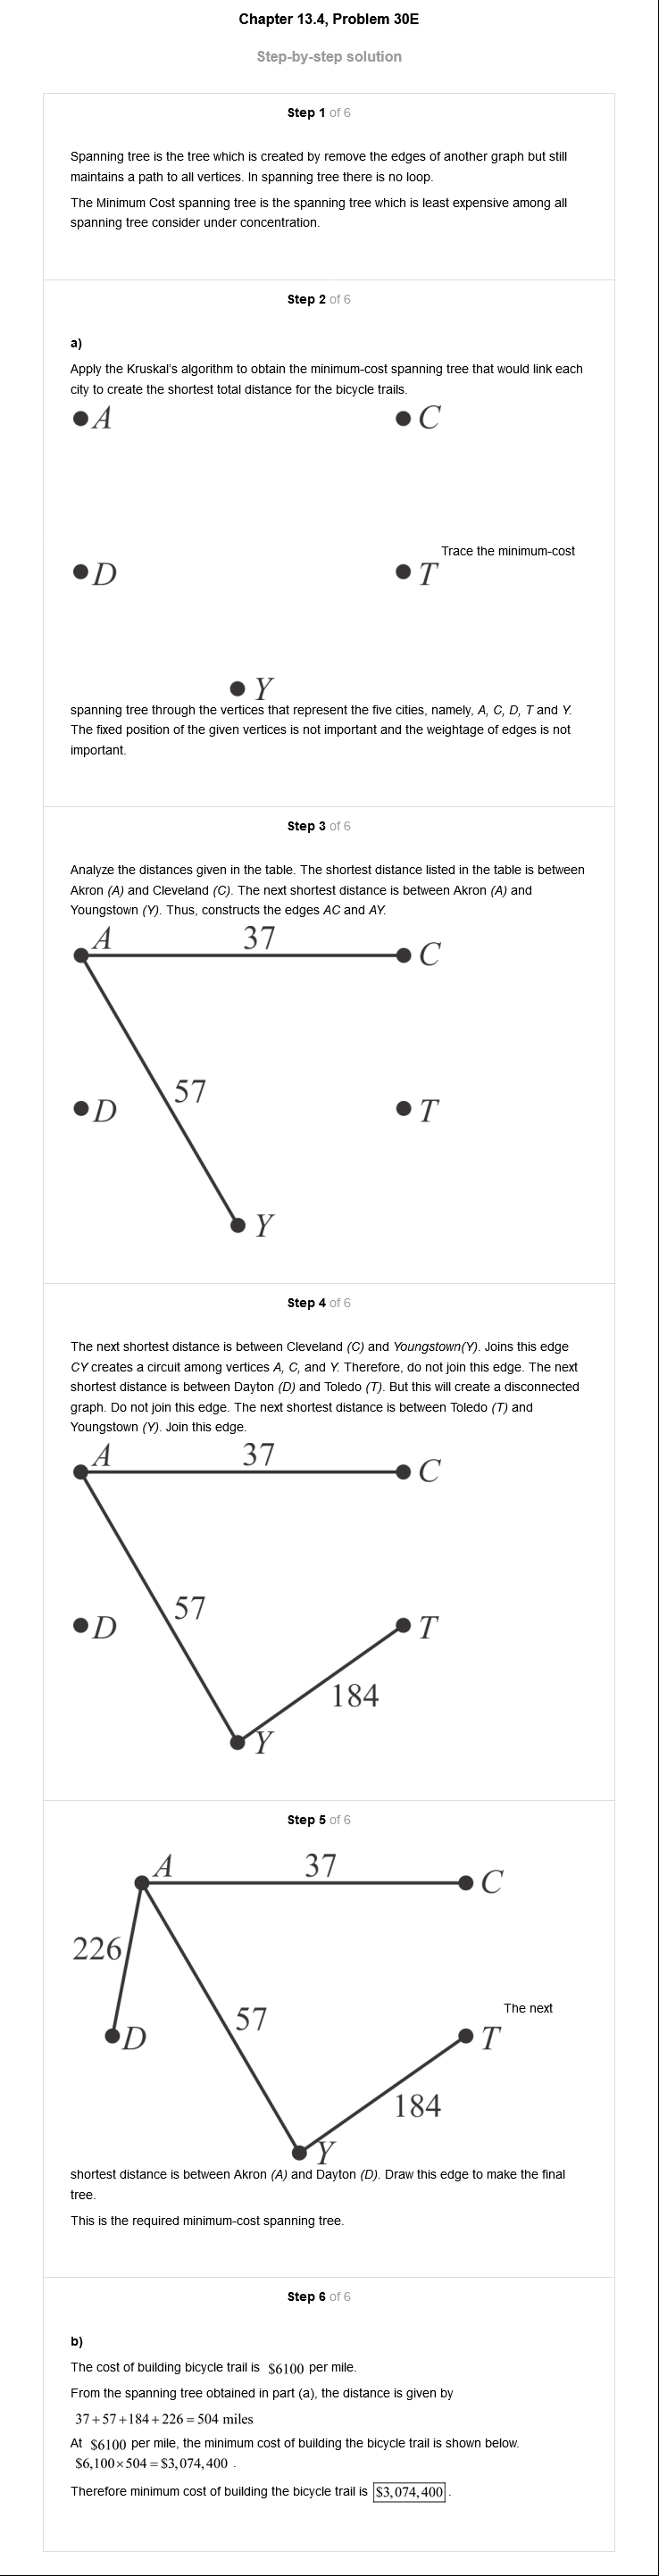 Chapter 13.4, Problem 30E
Step-by-step solution
Step 1 of 6
Spanning tree is the tree which is created by remove the edges of another graph but still
maintains a path to all vertices. In spanning tree there is no loop.
The Minimum Cost spanning tree is the spanning tree which is least expensive among all
spanning tree consider under concentration.
Step 2 of 6
a)
Apply the Kruskal's algorithm to obtain the minimum-cost spanning tree that would link each
city to create the shortest total distance for the bicycle trails.
A
C
Trace the minimum-cost
D
T
Y
spanning tree through the vertices that represent the five cities, namely, A, C, D, T and Y.
The fixed position of the given vertices is not important and the weightage of edges is not
important.
Step 3 of 6
Analyze the distances given in the table. The shortest distance listed in the table is between
Akron (A) and Cleveland (C). The next shortest distance is between Akron (A) and
Youngstown (Y). Thus, constructs the edges AC and AY.
A
37
C
57
D
T
Y
Step 4 of 6
The next shortest distance is between Cleveland (C) and Youngstown(Y). Joins this edge
CY creates a circuit among vertices A, C, and Y. Therefore, do not join this edge. The next
shortest distance is between Dayton (D) and Toledo (T). But this will create a disconnected
graph. Do not join this edge. The next shortest distance is between Toledo (T) and
Youngstown (Y). Join this edge.
A
37
C
57
D
T
184
Y
Step 5 of 6
A
37
C
226
57
The next
D
T
184
Y
shortest distance is between Akron (A) and Dayton (D). Draw this edge to make the final
tree.
This is the required minimum-cost spanning tree.
Step 6 of 6
b)
The cost of building bicycle trail is $6100 per mile.
From the spanning tree obtained in part (a), the distance is given by
37+57+184+226=504 miles
At $6100 per mile, the minimum cost of building the bicycle trail is shown below.
$6,100×504=$3,074,400 .
Therefore minimum cost of building the bicycle trail is $3,074,400 .